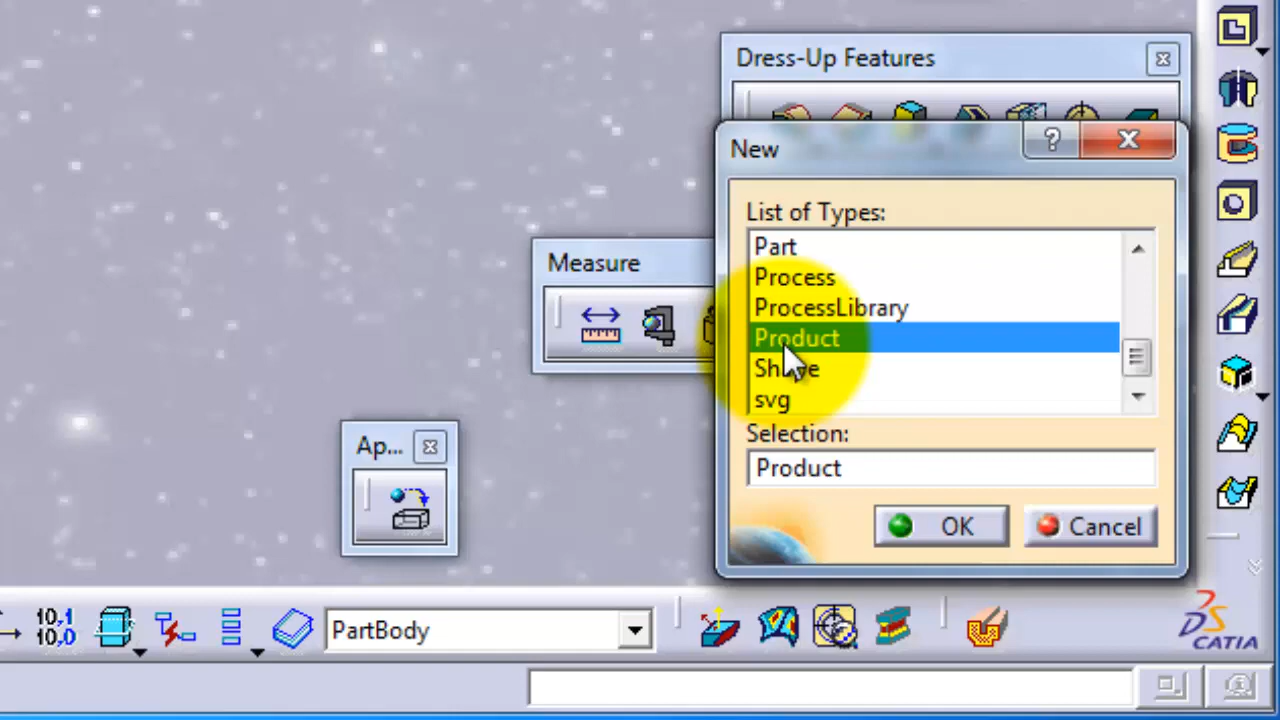 Dress-Up Features
New
List of Types:
Part
Measure
Process
ProcessLibrary
Product
Shape
svg
Ap...
Selection:
Product
OK
Cancel
10,1
10,0
PartBody
CATIA